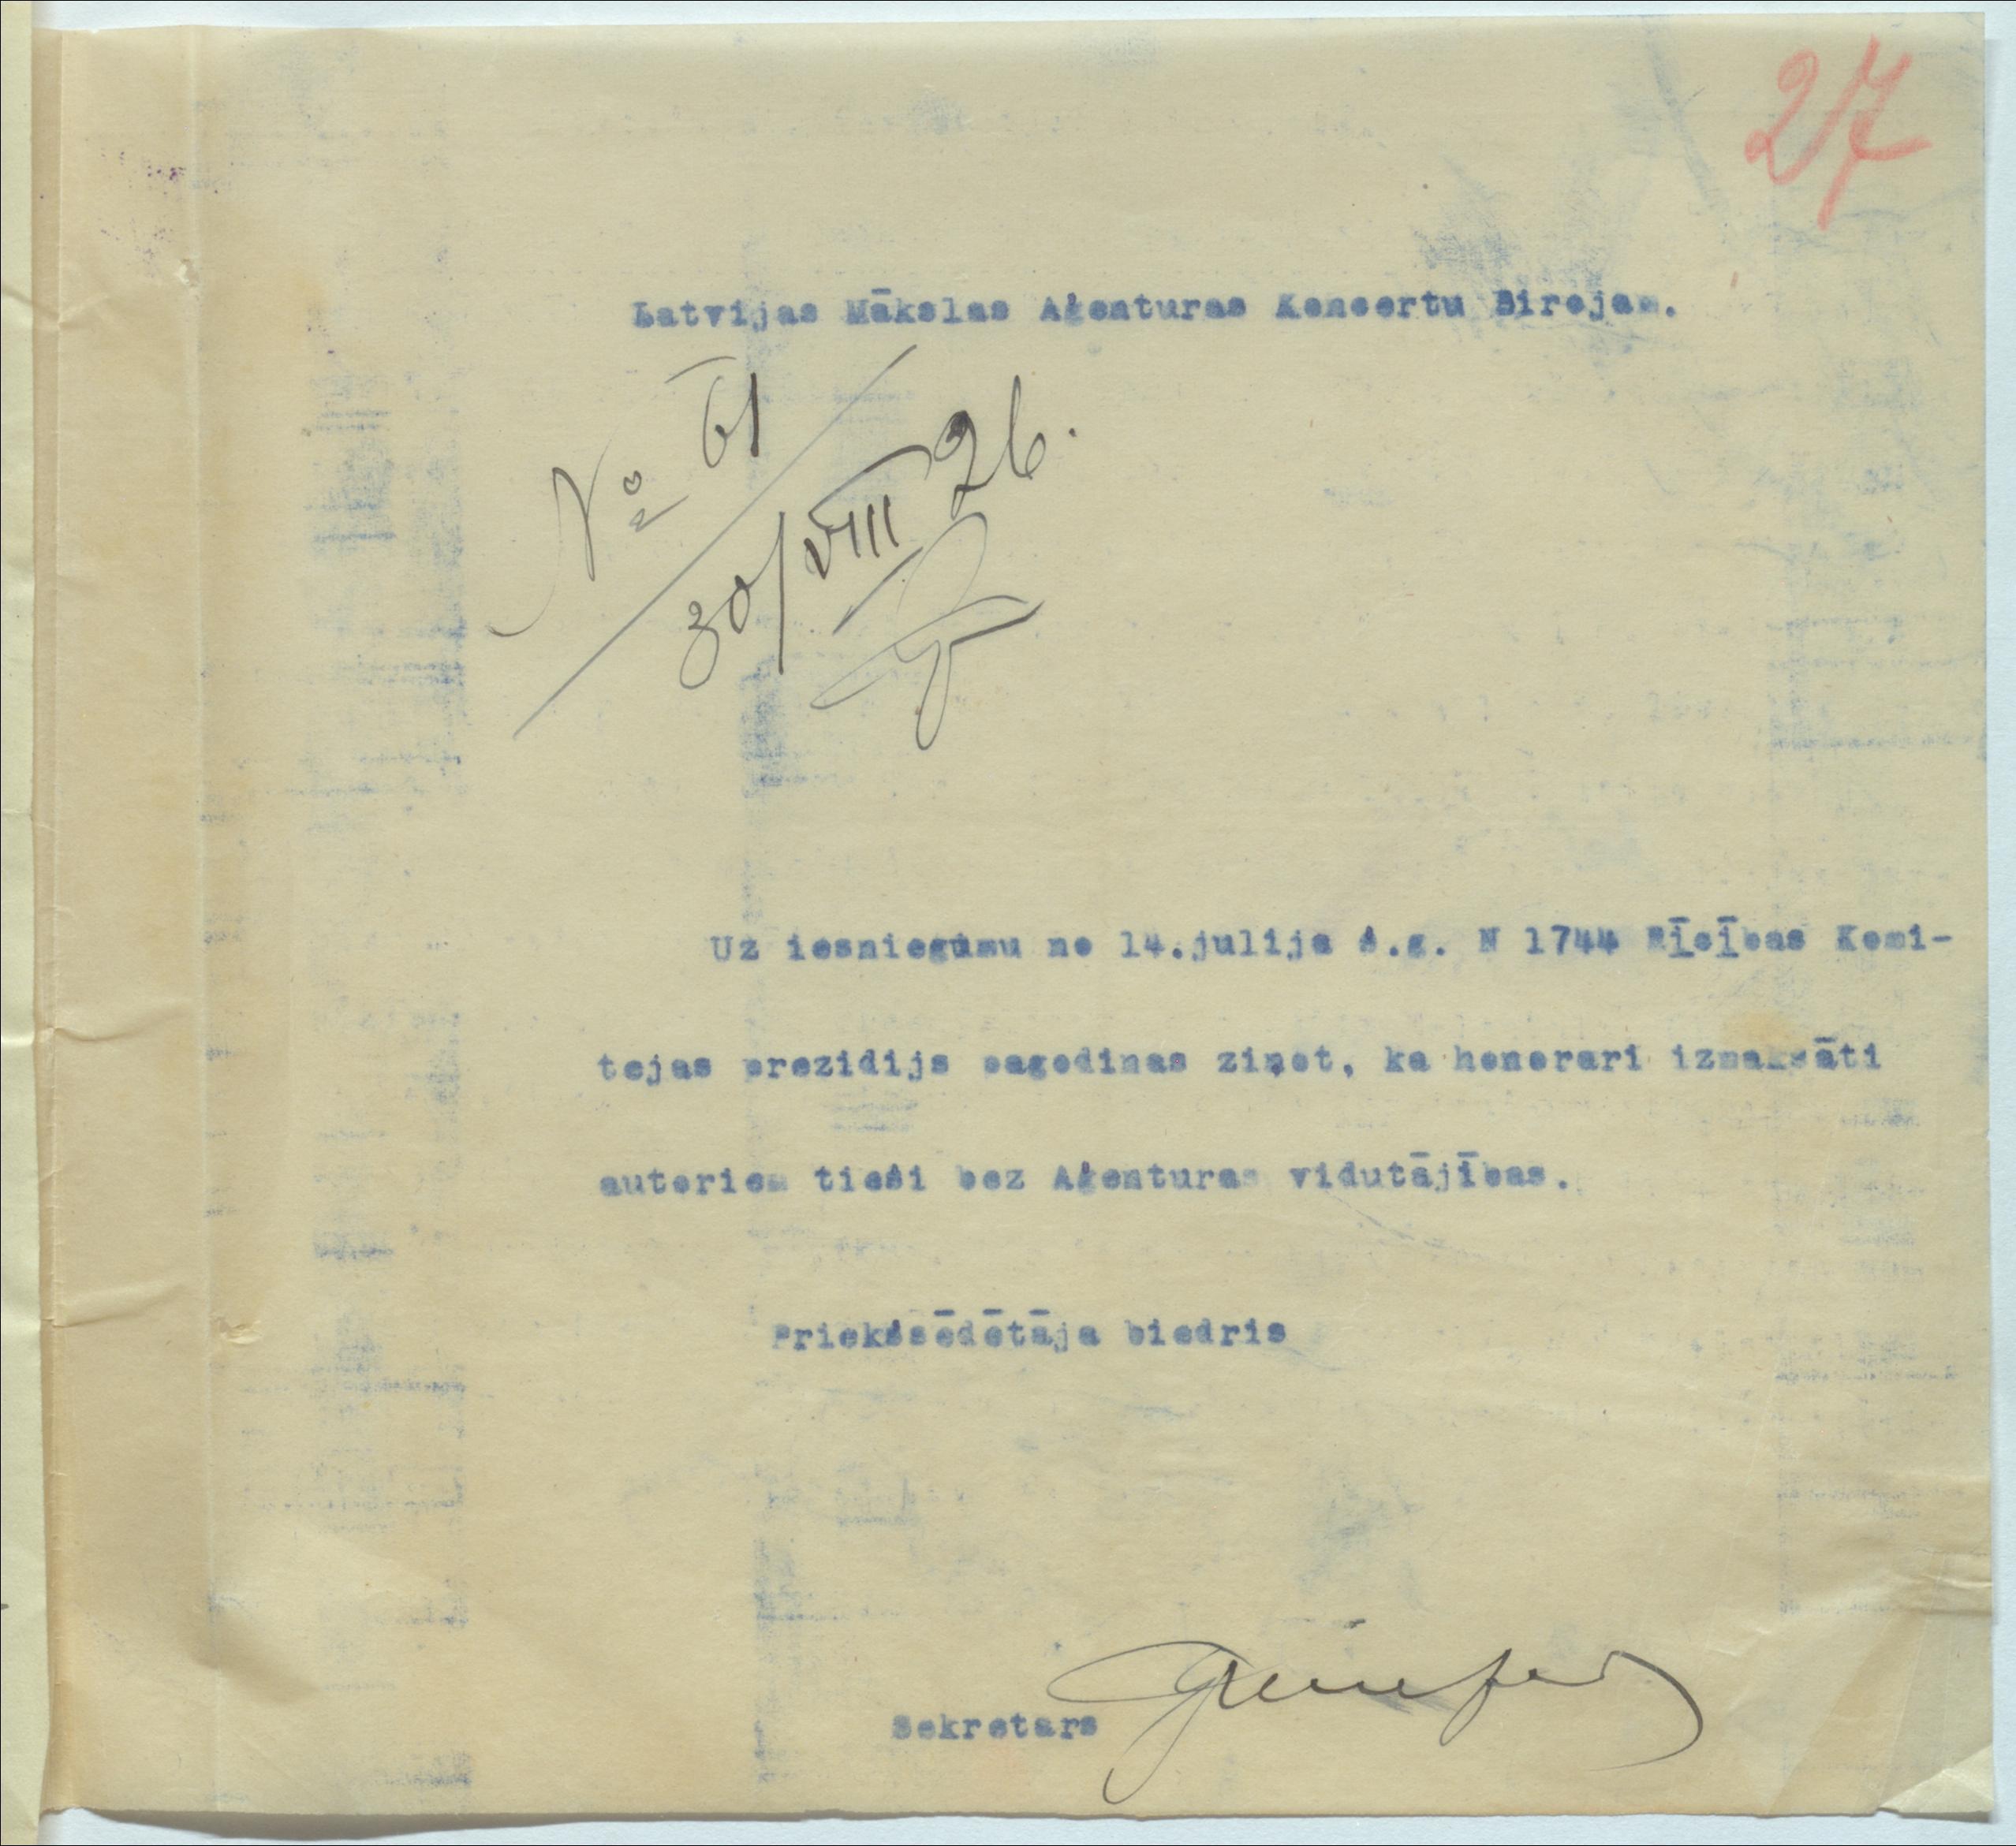 27
Latvijas Mākslas Aģenturas Koncertu Birojam.
№ 61
30/VIII 26.
Uz iesniegumu no 14.julija š.g. N 1744 Rīcības Komi-
tejas prezidijs pagodinas ziņot, ka honorari izmaksāti
autoriem tieši bez Aģenturas vidutājības.
Priekšsēdētāja biedris
Sekretars